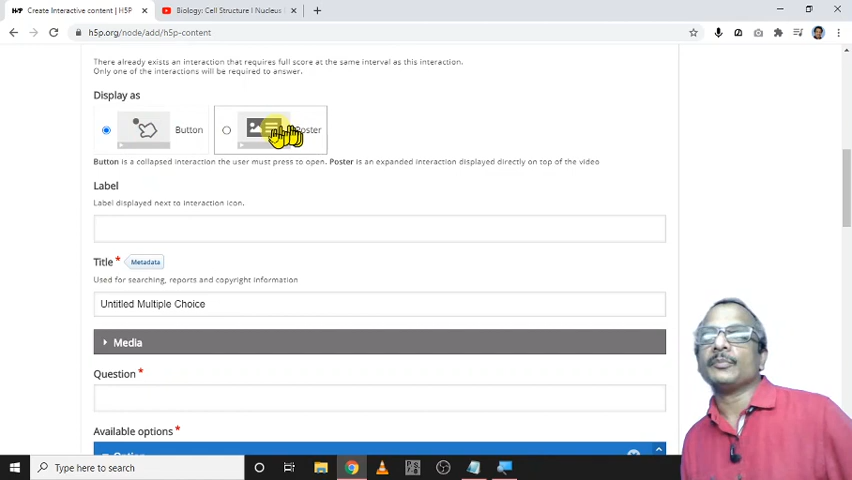 Create Interactive content | H5P
Biology: Cell Structure I Nucleus
h5p.org/node/add/h5p-content
There already exists an interaction that requires full score at the same interval as this interaction.
Only one of the interactions will be required to answer.
Display as
Button
Poster
Button is a collapsed interaction the user must press to open. Poster is an expanded interaction displayed directly on top of the video
Label
Label displayed next to interaction icon.
Title * Metadata
Used for searching, reports and copyright information
Untitled Multiple Choice
Media
Question *
Available options *
Option
Type here to search